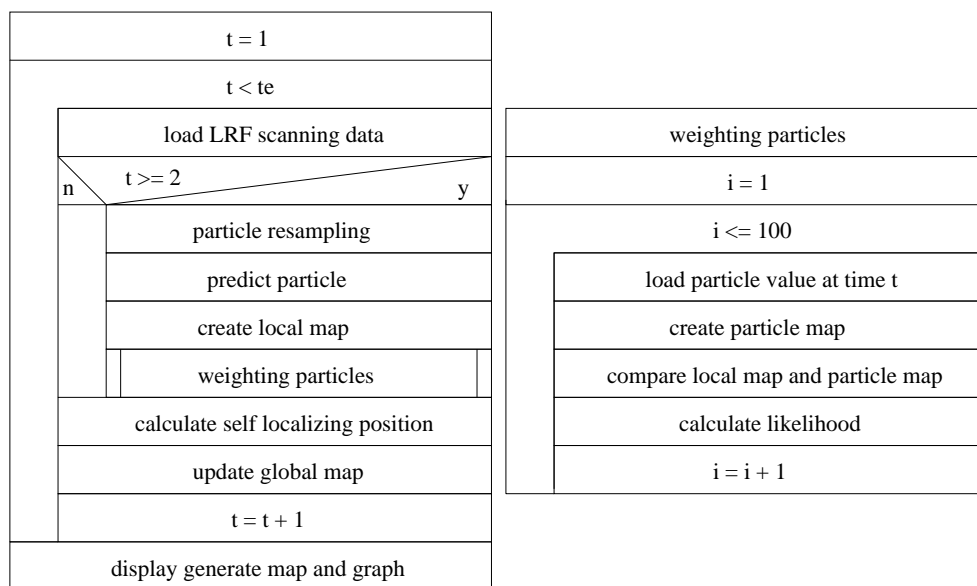 t = 1
t < te
load LRF scanning data
n
t >= 2
y
particle resampling
predict particle
create local map
weighting particles
calculate self localizing position
update global map
t = t + 1
display generate map and graph
weighting particles
i = 1
i <= 100
load particle value at time t
create particle map
compare local map and particle map
calculate likelihood
i = i + 1